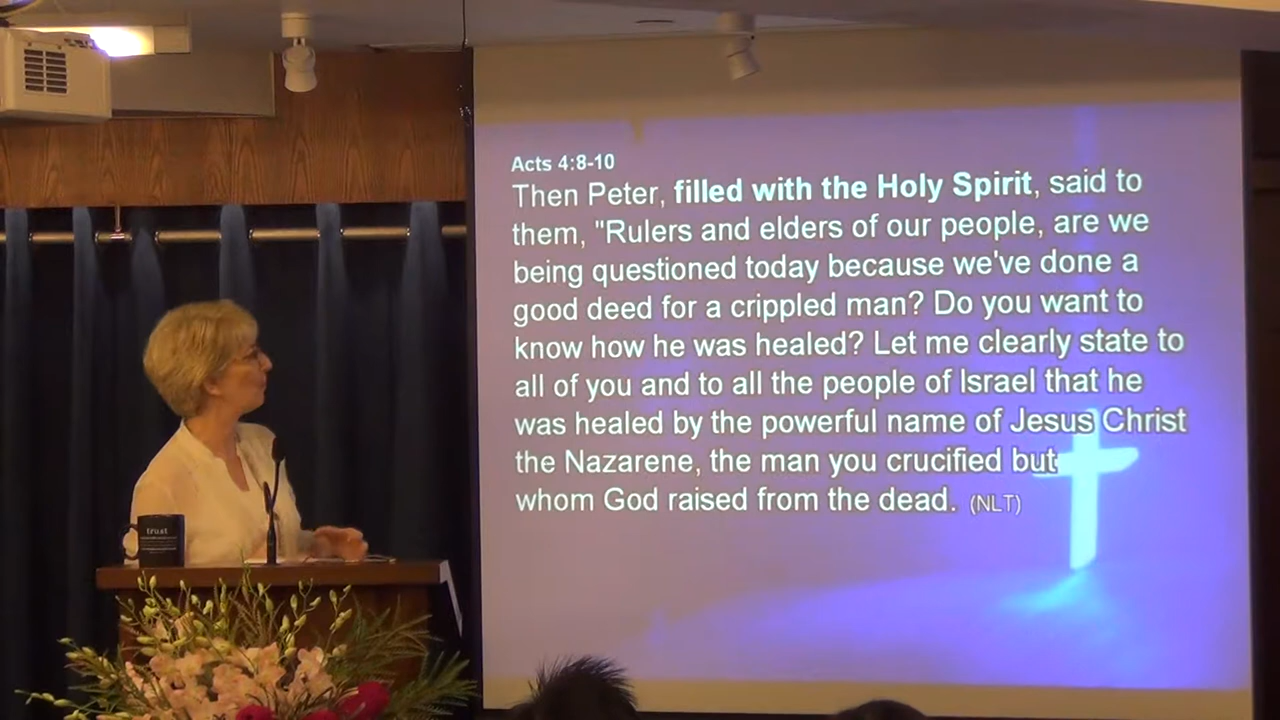 Acts 4:8-10
Then Peter, filled with the Holy Spirit, said to
them, "Rulers and elders of our people, are we
being questioned today because we've done a
good deed for a crippled man? Do you want to
know how he was healed? Let me clearly state to
all of you and to all the people of Israel that he
was healed by the powerful name of Jesus Christ
the Nazarene, the man you crucified but
whom God raised from the dead. (NLT)
trust